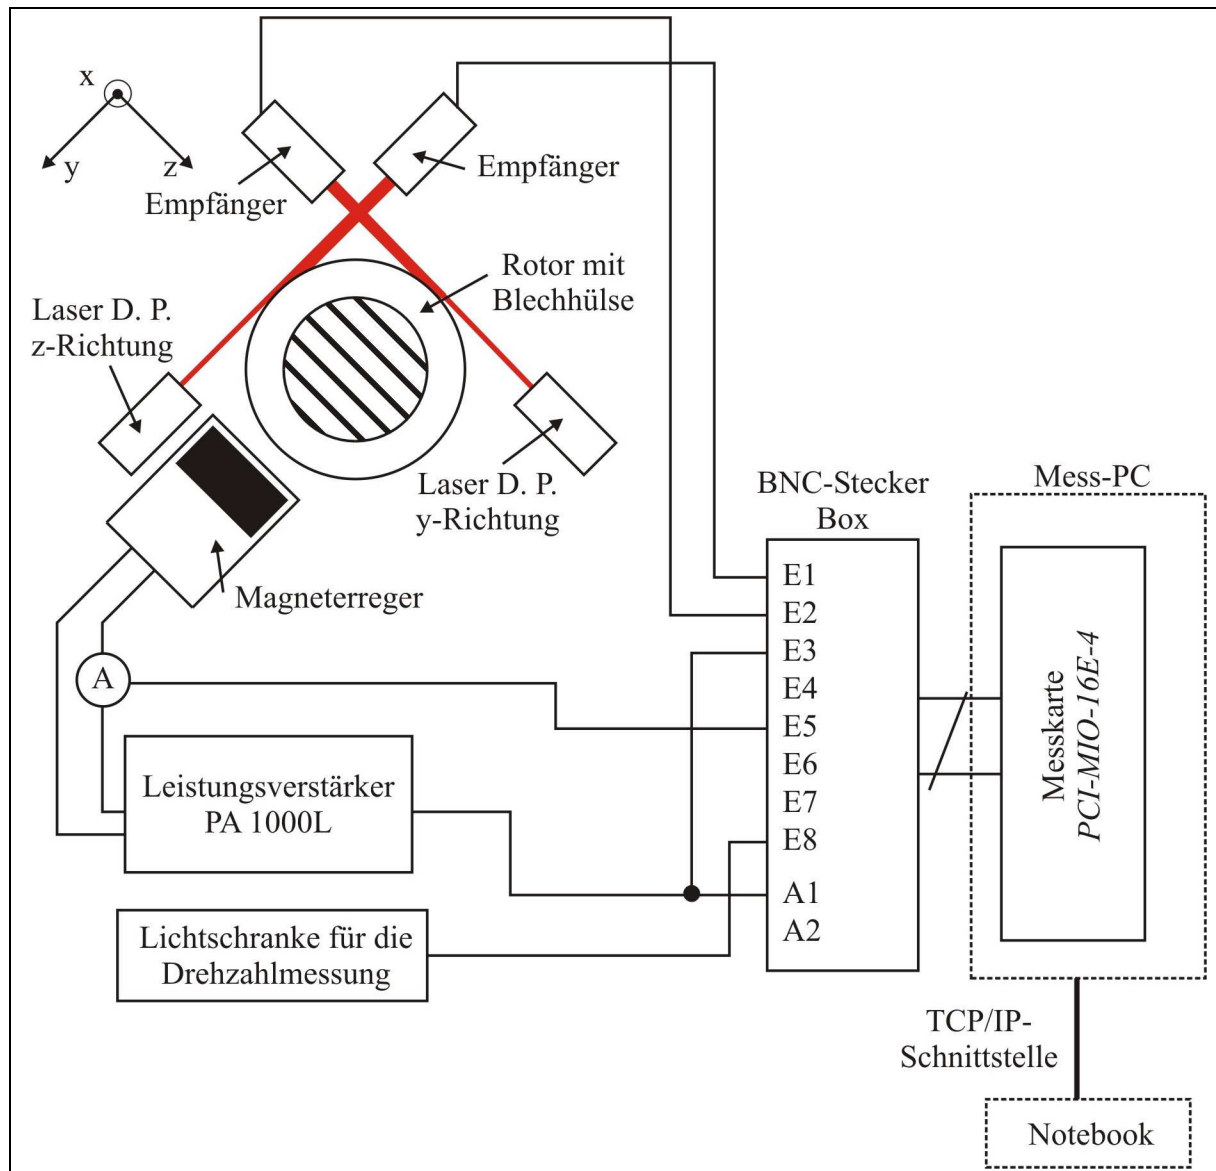 x
y
z
Empfänger
Empfänger
Rotor mit
Blechhülse
Laser D. P.
z-Richtung
Laser D. P.
y-Richtung
Magneterreger
A
Leistungsverstärker
PA 1000L
Lichtschranke für die
Drehzahlmessung
BNC-Stecker
Box
E1
E2
E3
E4
E5
E6
E7
E8
A1
A2
Mess-PC
Messkarte
PCI-MIO-16E-4
TCP/IP-
Schnittstelle
Notebook